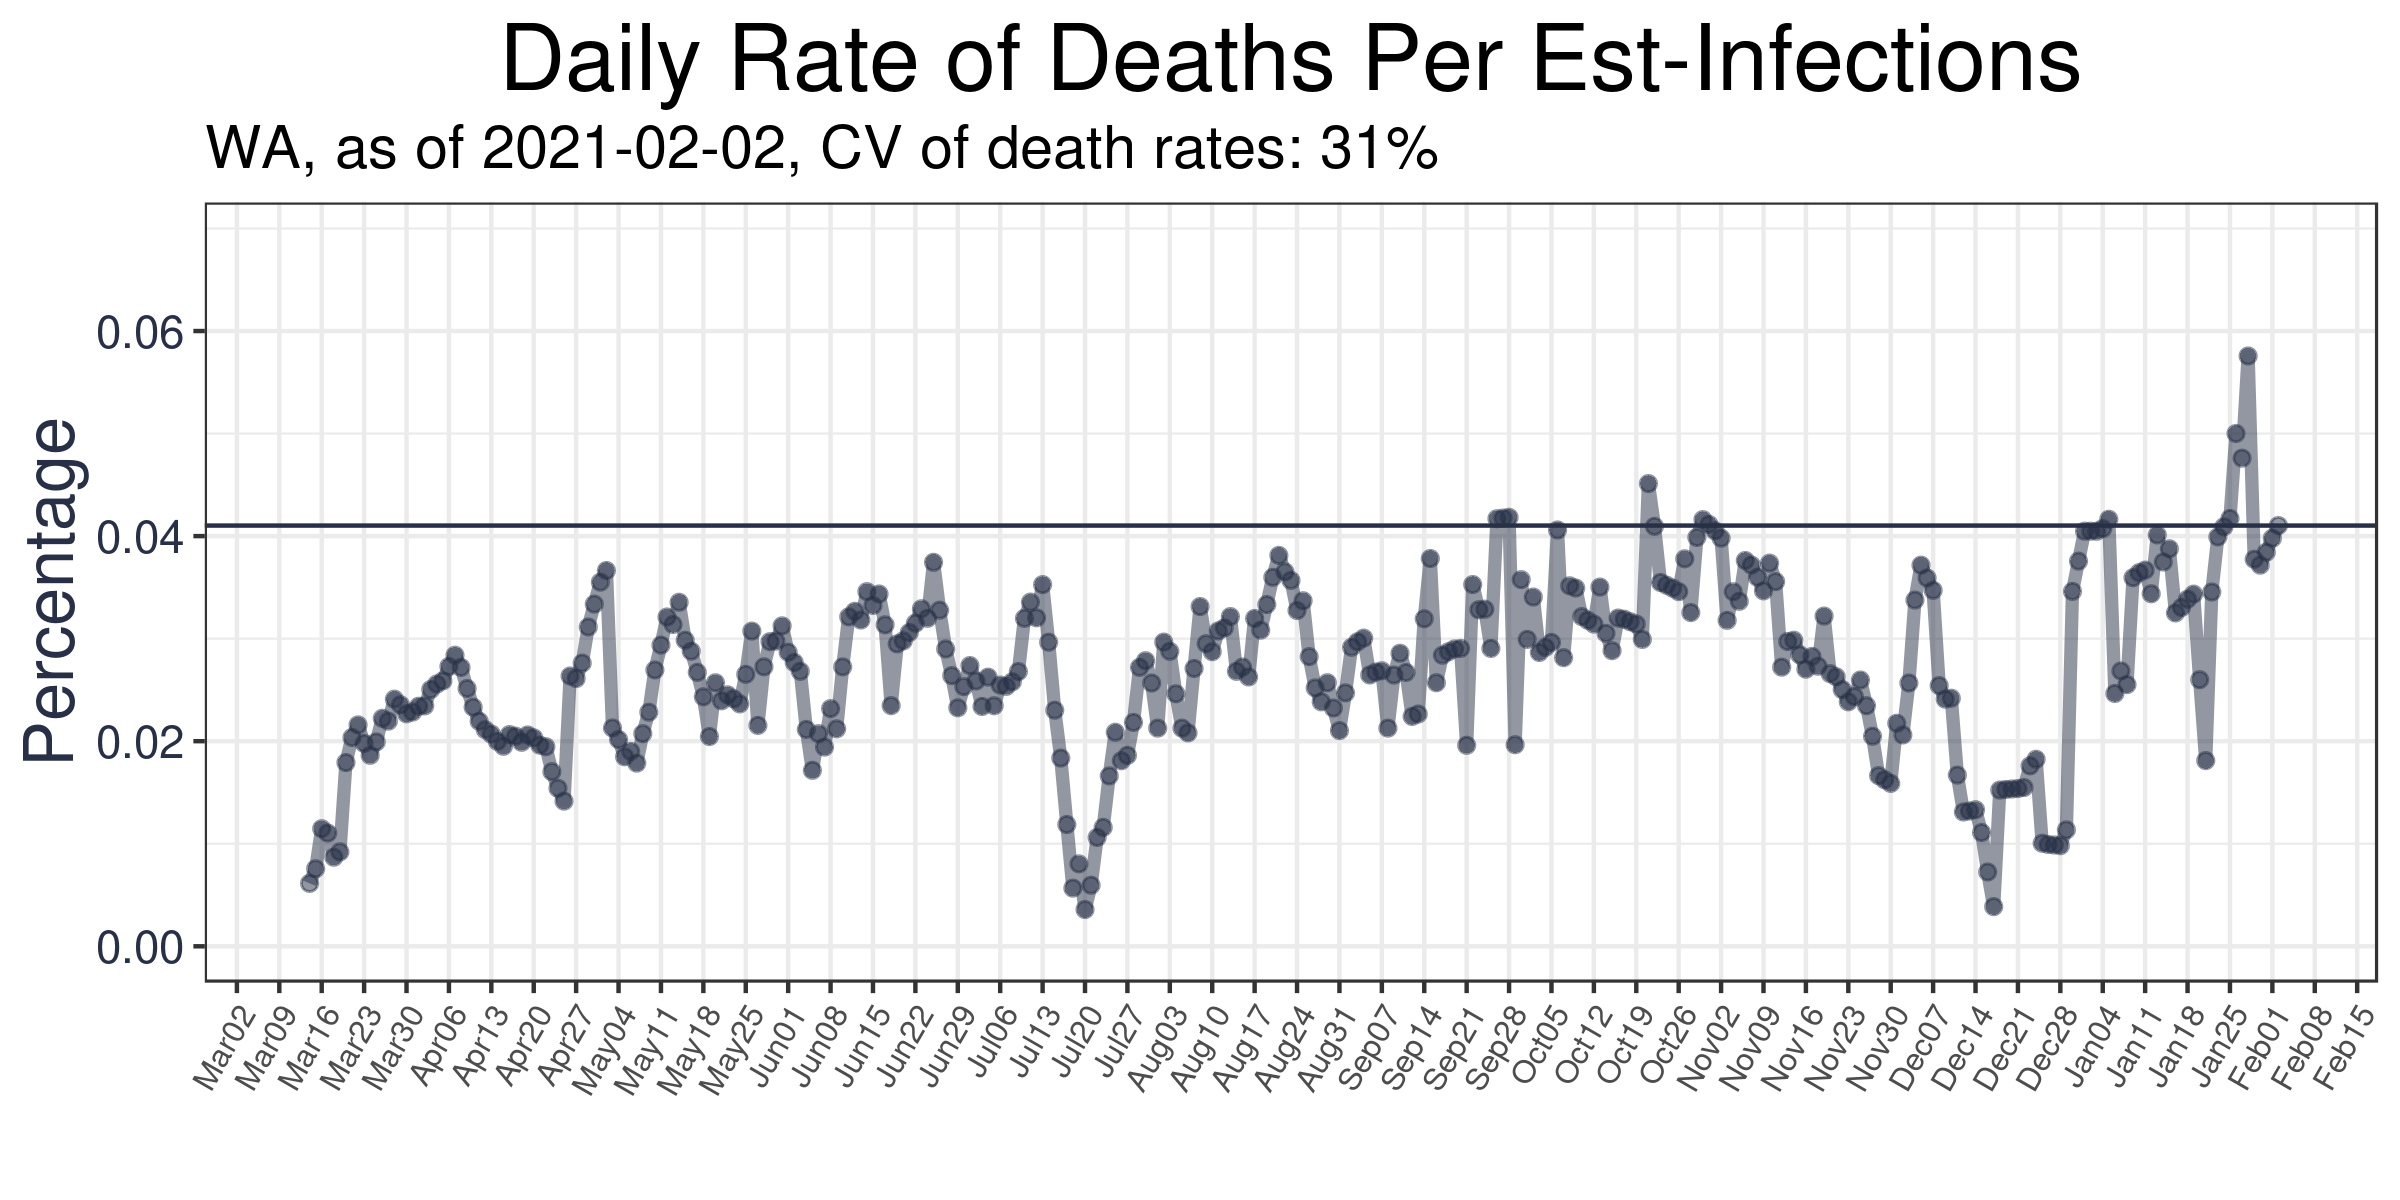 Daily Rate of Deaths Per Est-Infections
WA, as of 2021-02-02, CV of death rates: 31%
Percentage
0.06
0.04
0.02
0.00
Mar02
Mar09
Mar16
Mar23
Mar30
Apr06
Apr13
Apr20
Apr27
May04
May11
May18
May25
Jun01
Jun08
Jun15
Jun22
Jun29
Jul06
Jul13
Jul20
Jul27
Aug03
Aug10
Aug17
Aug24
Aug31
Sep07
Sep14
Sep21
Sep28
Oct05
Oct12
Oct19
Oct26
Nov02
Nov09
Nov16
Nov23
Nov30
Dec07
Dec14
Dec21
Dec28
Jan04
Jan11
Jan18
Jan25
Feb01
Feb08
Feb15